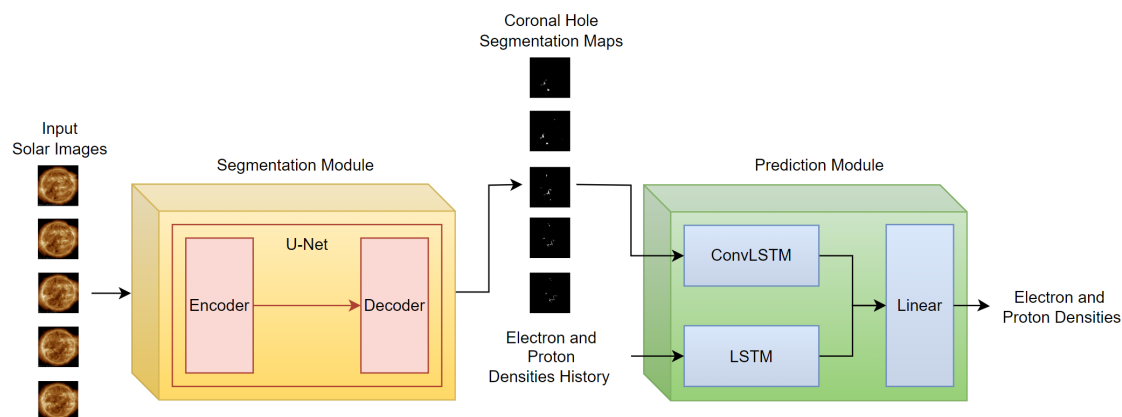 Input
Solar Images
Segmentation Module
U-Net
Encoder
Decoder
Coronal Hole
Segmentation Maps
Electron and
Proton
Densities History
Prediction Module
ConvLSTM
LSTM
Linear
Electron and
Proton Densities